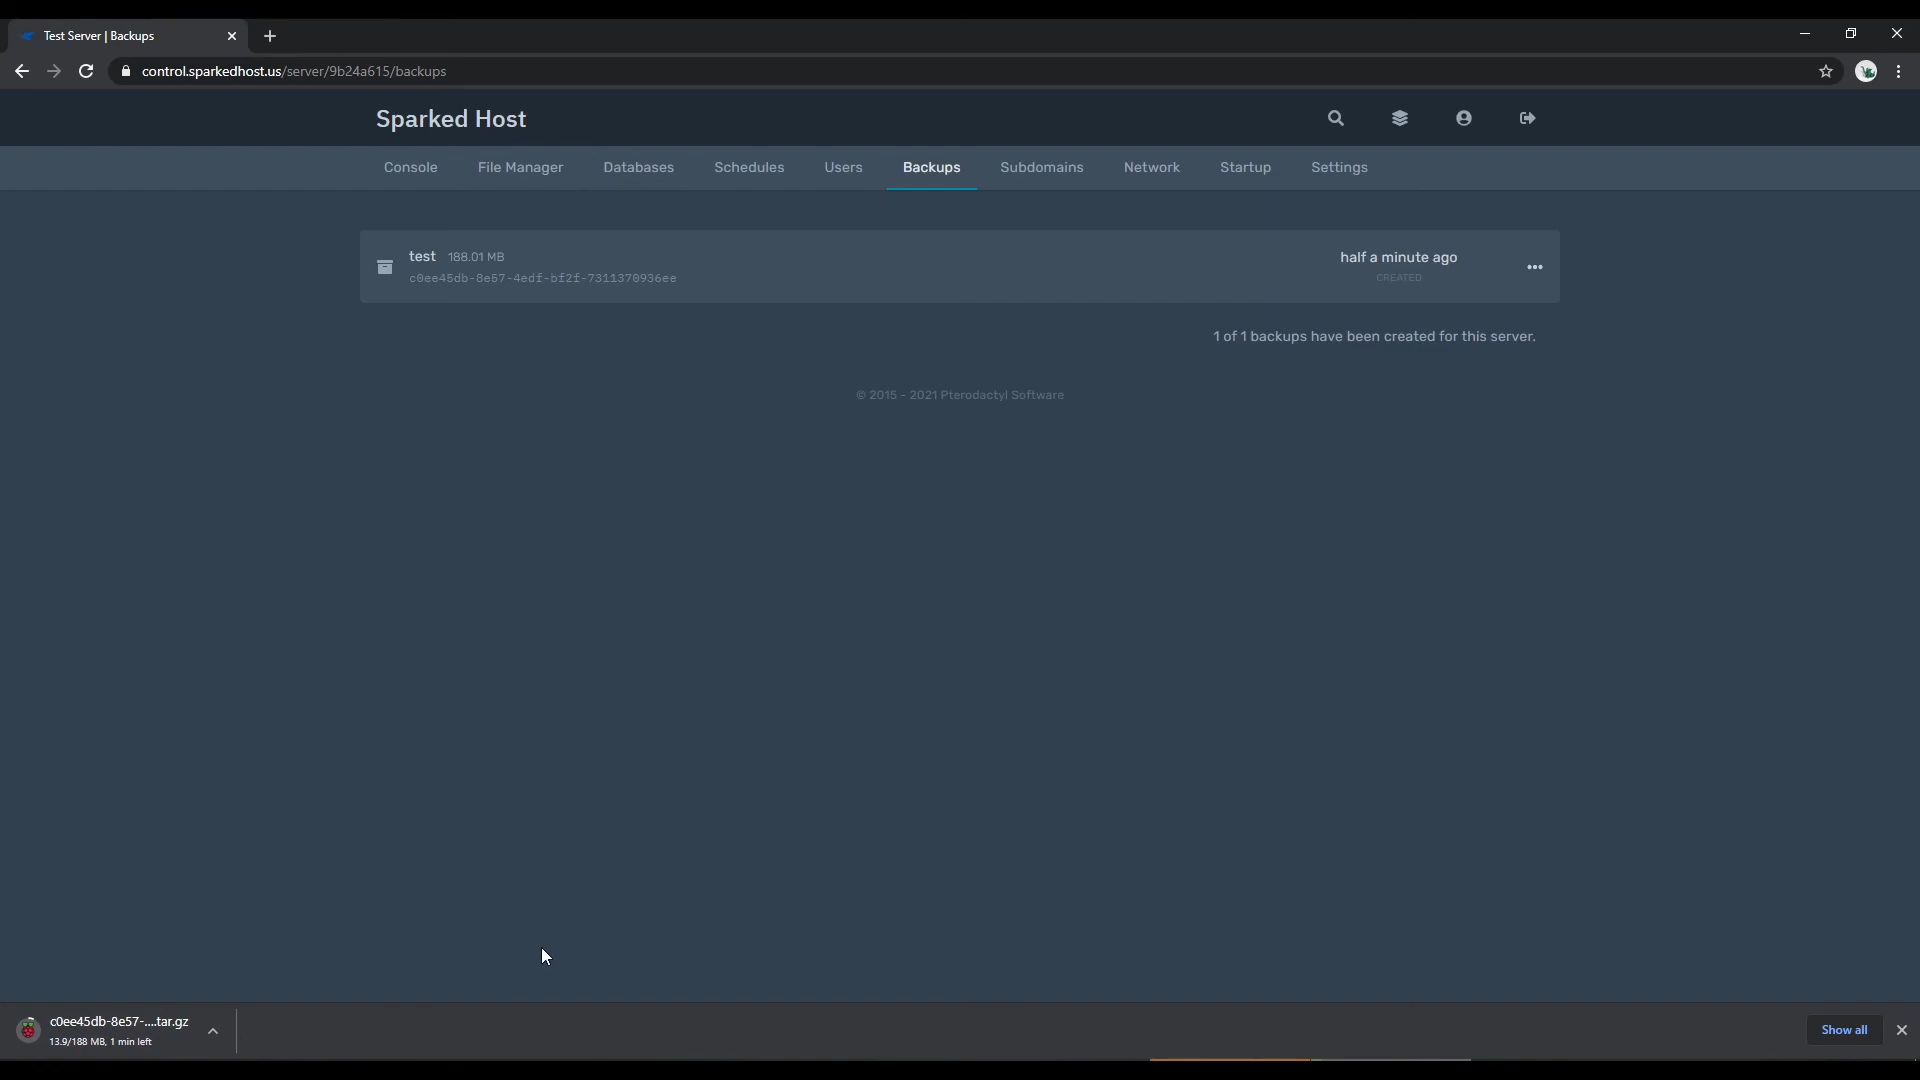 Test Server | Backups
control.sparkedhost.us/server/9b24a615/backups
Sparked Host
Console File Manager Databases Schedules Users Backups Subdomains Network Startup Settings
test 188.01 MB half a minute ago
c0ee45db-8e57-4edf-bf2f-7311370936ee CREATED
1 of 1 backups have been created for this server.
© 2015 - 2021 Pterodactyl Software
c0ee45db-8e57-....tar.gz
13.9/188 MB, 1 min left
Show all